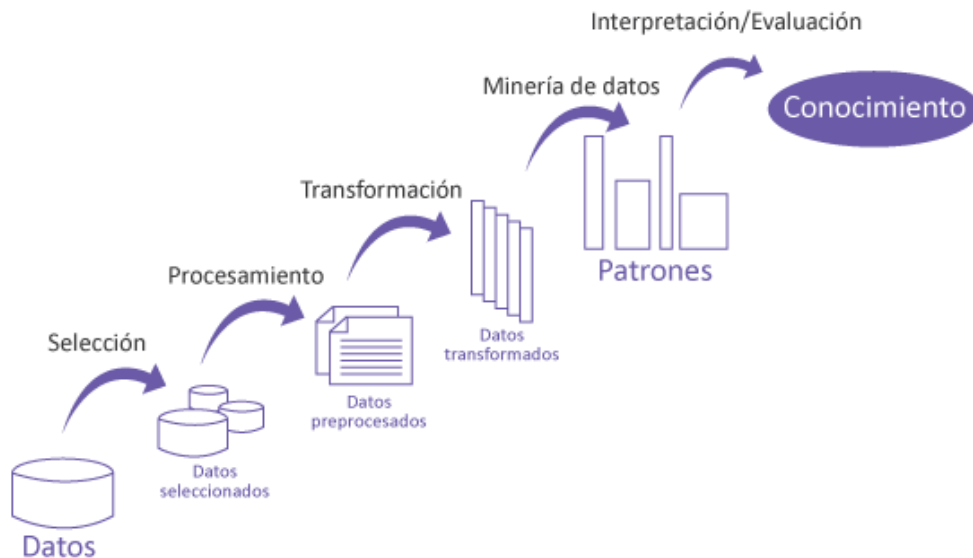 Interpretación/Evaluación
Minería de datos
Conocimiento
Transformación
Patrones
Procesamiento
Datos
transformados
Selección
Datos
preprocesados
Datos
seleccionados
Datos